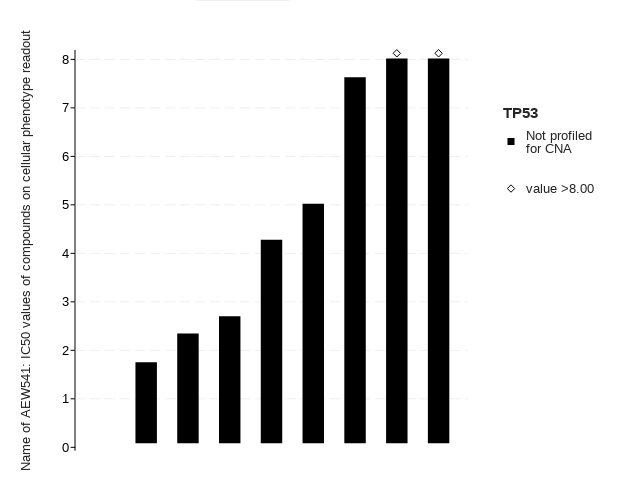 Name of AEW541: IC50 values of compounds on cellular phenotype readout
8
7
6
5
4
3
2
1
0
TP53
Not profiled
for CNA
value >8.00